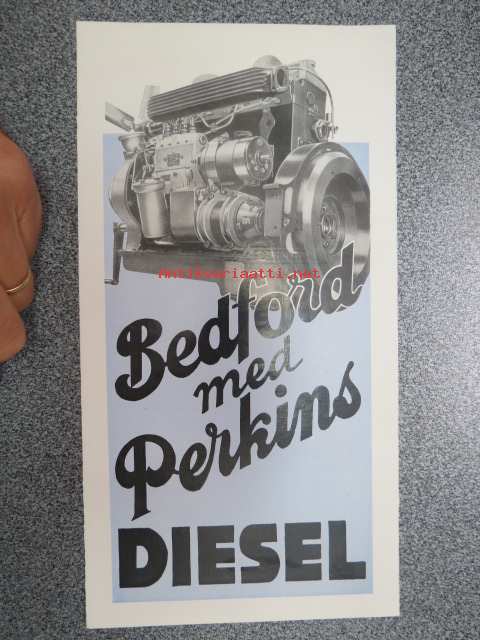 Antikvariaatti.net
Bedford
med
Perkins
DIESEL